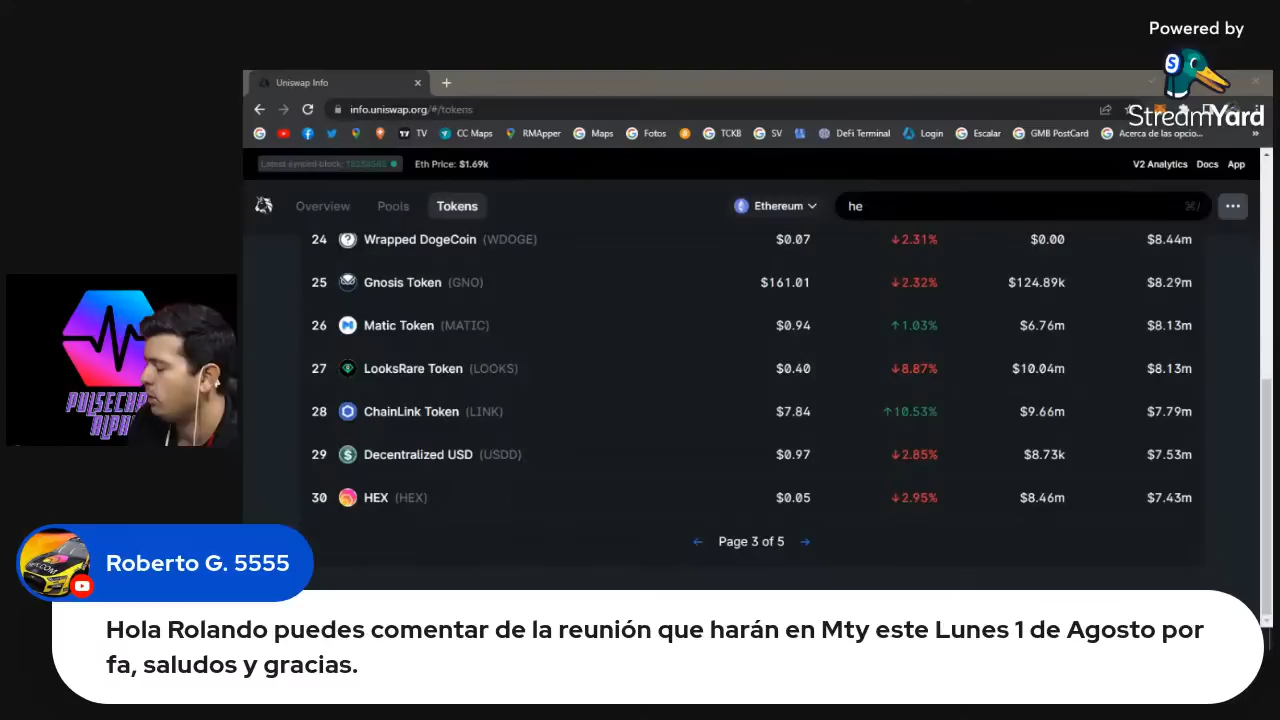 Powered by
StreamYard
Uniswap Info
info.uniswap.org/#/tokens
TV CC Maps RMApper Maps Fotos TCKB SV DeFi Terminal Login Escalar GMB PostCard Acerca de las opcio...
Eth Price: $1.69k V2 Analytics Docs App
Overview Pools Tokens Ethereum he
24 Wrapped DogeCoin (WDOGE) $0.07 ↓2.31% $0.00 $8.44m
25 Gnosis Token (GNO) $161.01 ↓2.32% $124.89k $8.29m
26 Matic Token (MATIC) $0.94 ↑1.03% $6.76m $8.13m
27 LooksRare Token (LOOKS) $0.40 ↓8.87% $10.04m $8.13m
28 ChainLink Token (LINK) $7.84 ↑10.53% $9.66m $7.79m
29 Decentralized USD (USDD) $0.97 ↓2.85% $8.73k $7.53m
30 HEX (HEX) $0.05 ↓2.95% $8.46m $7.43m
← Page 3 of 5 →
Roberto G. 5555
Hola Rolando puedes comentar de la reunión que harán en Mty este Lunes 1 de Agosto por
fa, saludos y gracias.